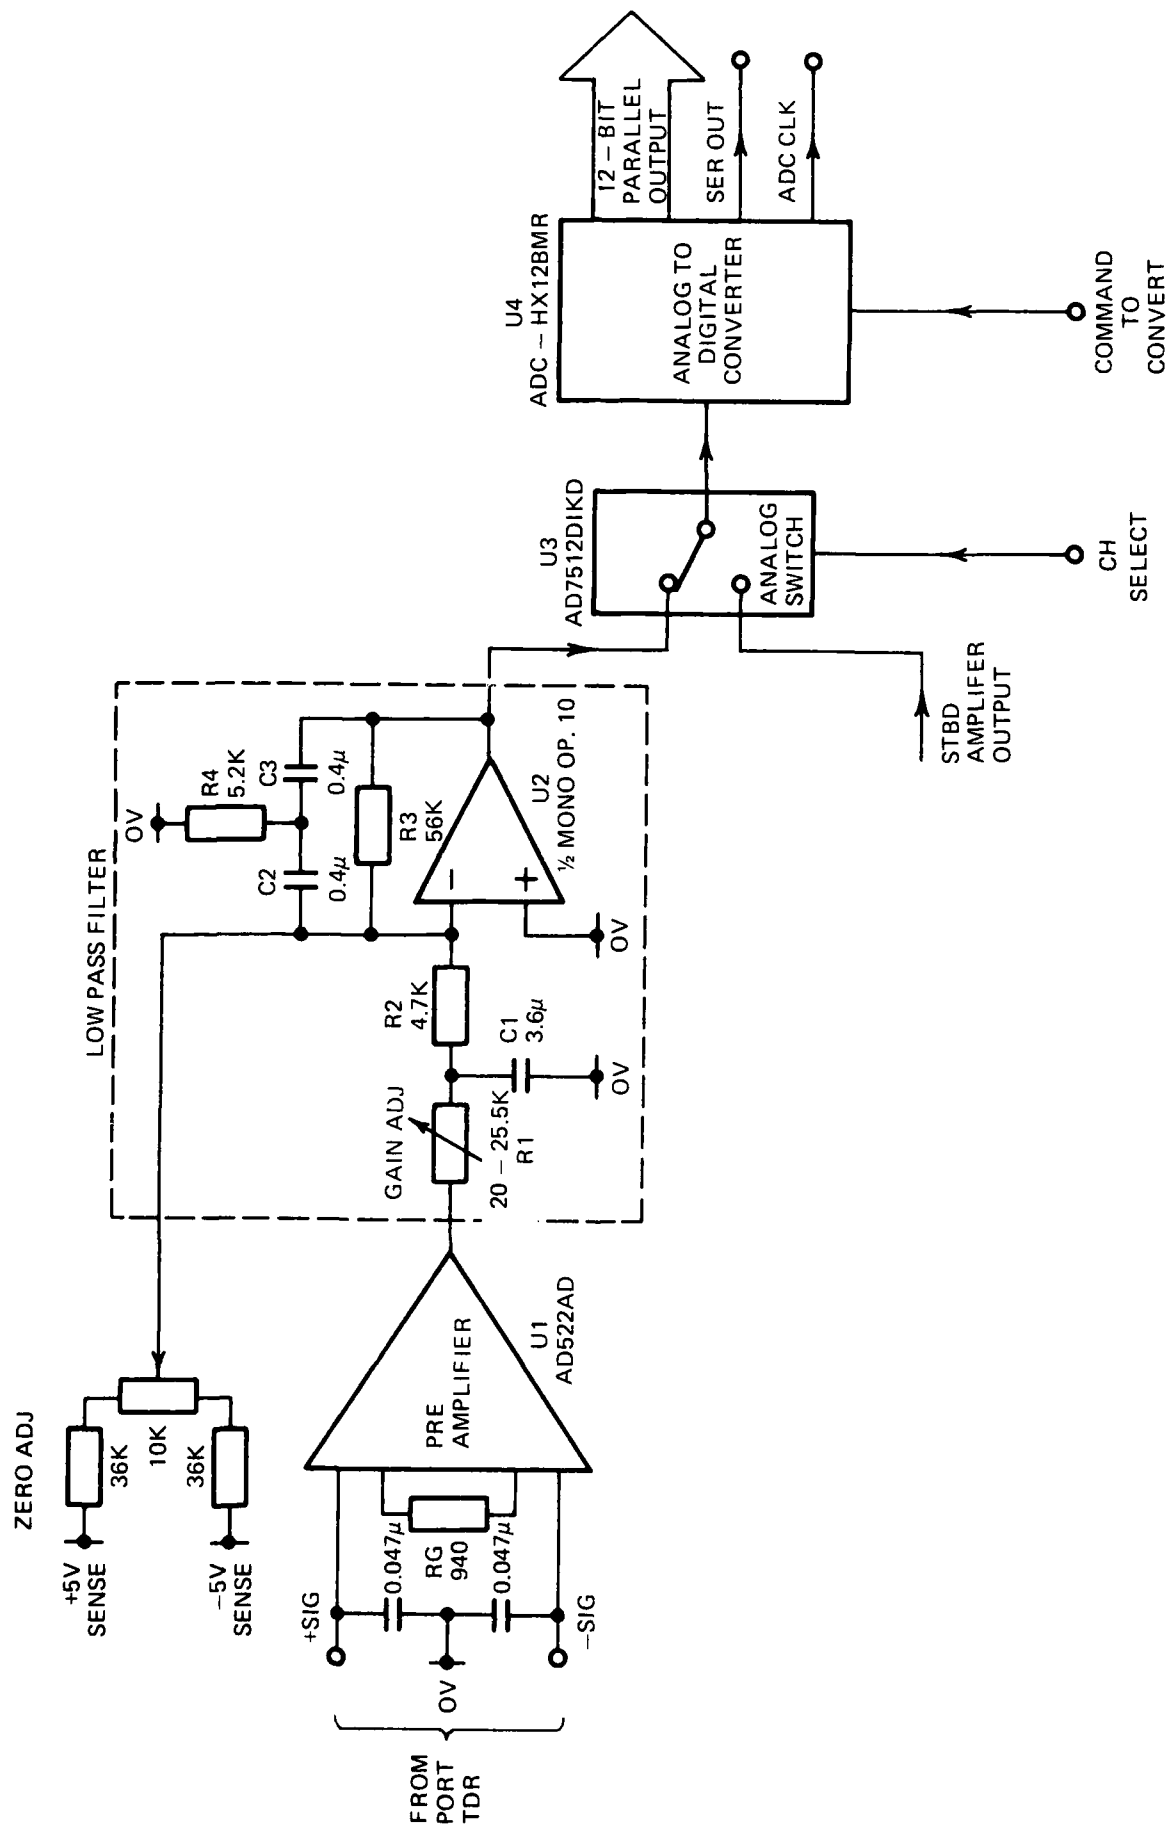 ZERO ADJ
+5V
SENSE
36K
10K
36K
−5V
SENSE
FROM
PORT
TDR
+SIG
0V
−SIG
0.047μ
0.047μ
RG
940
PRE
AMPLIFIER
U1
AD522AD
LOW PASS FILTER
GAIN ADJ
20 – 25.5K
R1
R2
4.7K
C1
3.6μ
0V
0V
R4
5.2K
C2
0.4μ
C3
0.4μ
R3
56K
−
+
0V
U2
½ MONO OP. 10
U3
AD7512DIKD
ANALOG
SWITCH
STBD
AMPLIFER
OUTPUT
CH
SELECT
U4
ADC – HX12BMR
ANALOG TO
DIGITAL
CONVERTER
12 – BIT
PARALLEL
OUTPUT
SER OUT
ADC CLK
COMMAND
TO
CONVERT